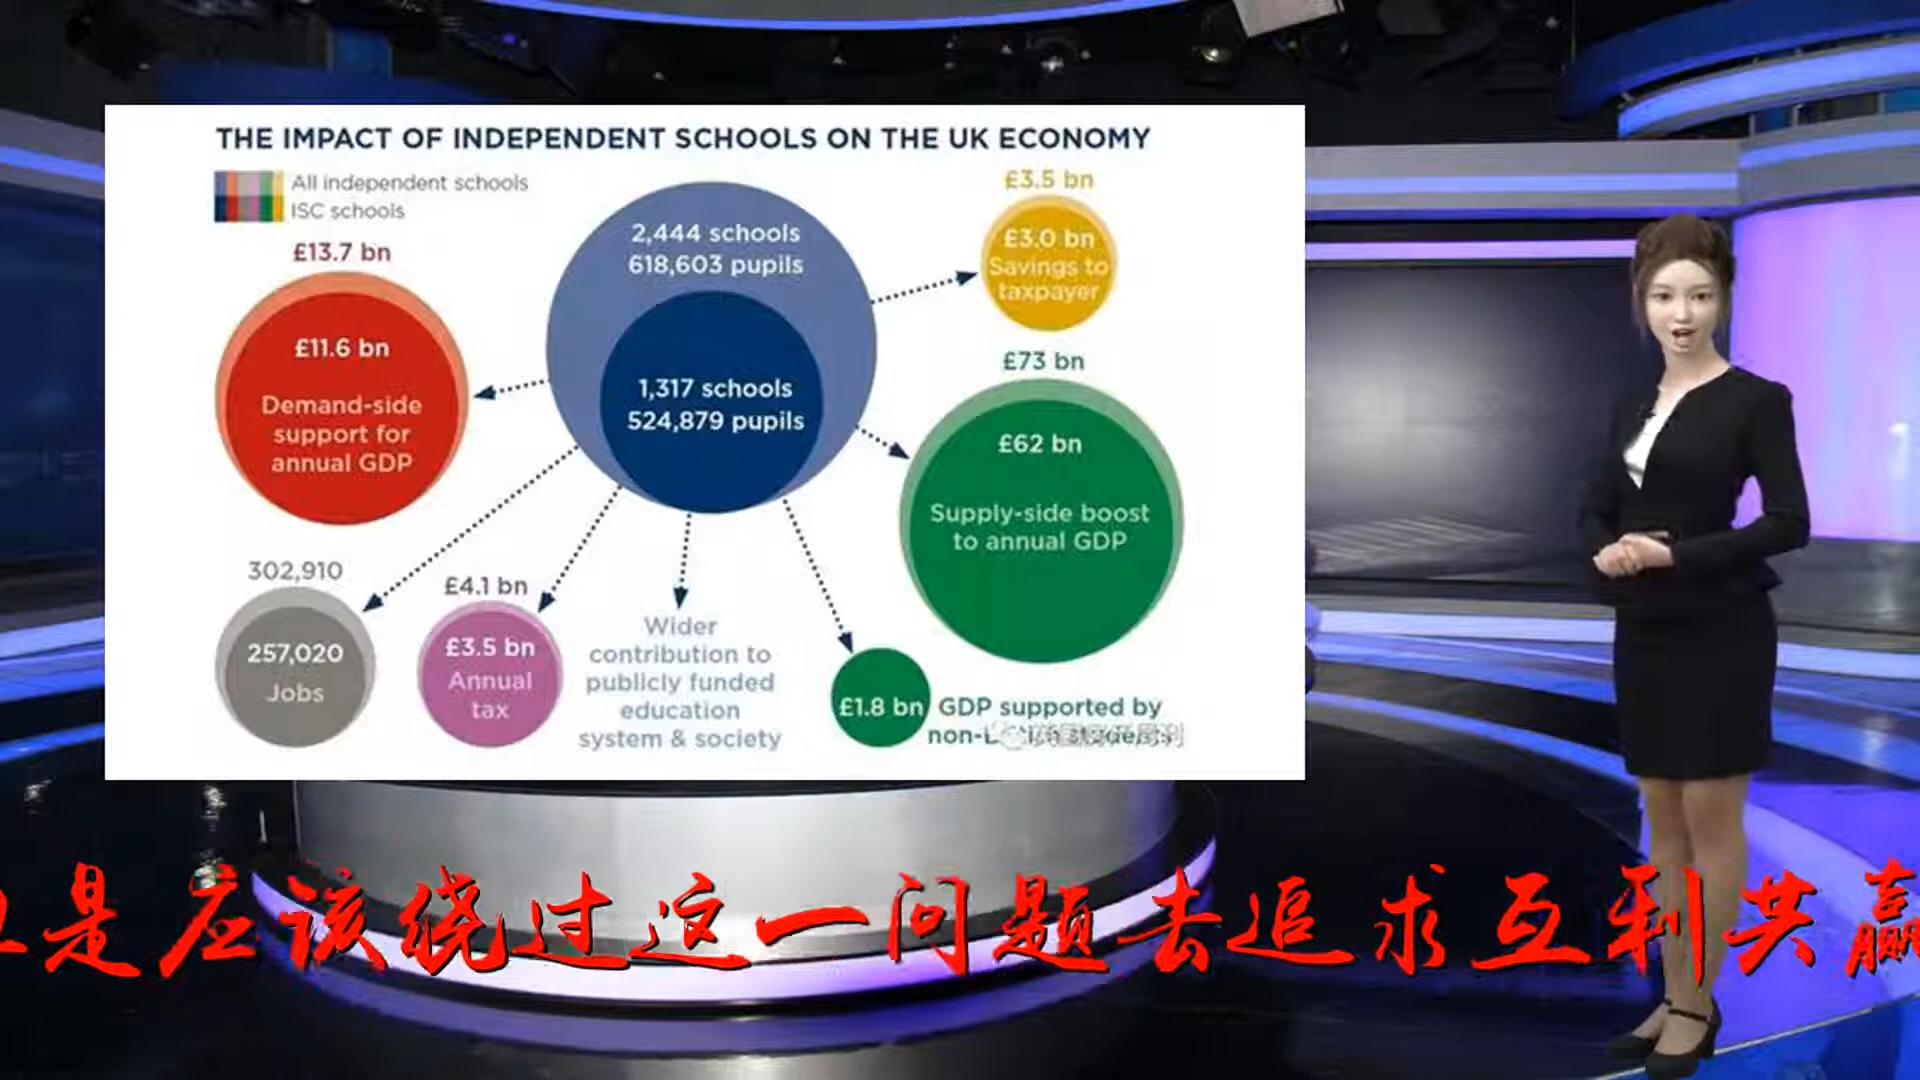 THE IMPACT OF INDEPENDENT SCHOOLS ON THE UK ECONOMY
All independent schools
ISC schools
£13.7 bn
£11.6 bn
Demand-side
support for
annual GDP
2,444 schools
618,603 pupils
1,317 schools
524,879 pupils
£3.5 bn
£3.0 bn
Savings to
taxpayer
£73 bn
£62 bn
Supply-side boost
to annual GDP
302,910
257,020
Jobs
£4.1 bn
£3.5 bn
Annual
tax
Wider
contribution to
publicly funded
education
system & society
£1.8 bn
GDP supported by
是应该绕过这一问题去追求互利共赢